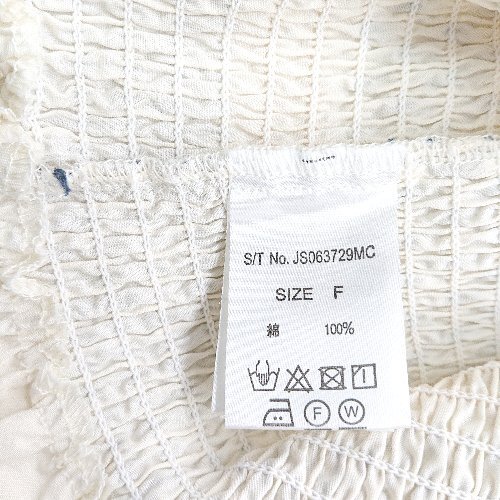 S/T No. JS063729MC
SIZE F
綿 100%
F W